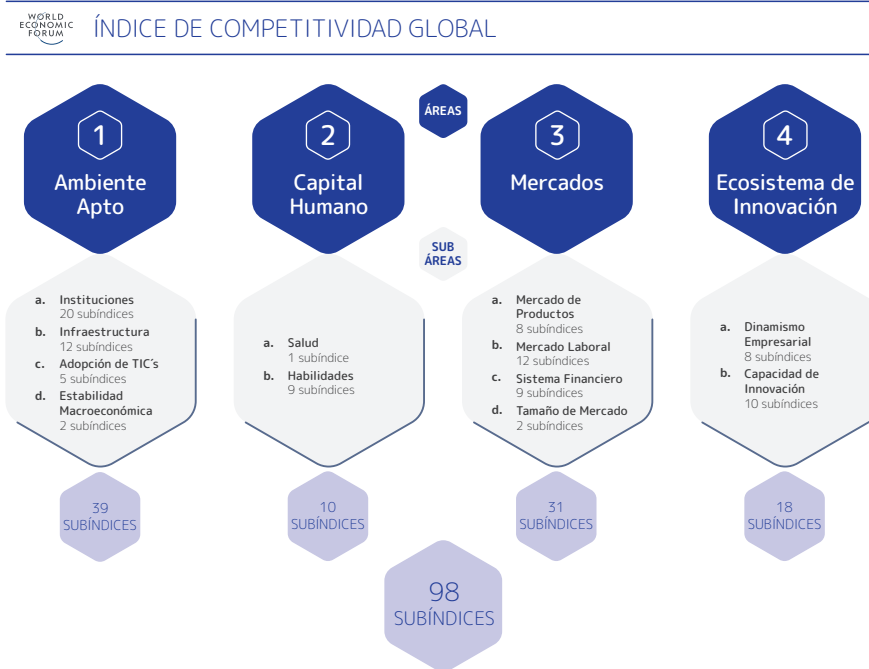 WORLD
ECONOMIC
FORUM
ÍNDICE DE COMPETITIVIDAD GLOBAL
ÁREAS
1
Ambiente
Apto
2
Capital
Humano
3
Mercados
4
Ecosistema de
Innovación
SUB
ÁREAS
a. Instituciones
20 subíndices
b. Infraestructura
12 subíndices
c. Adopción de TIC´s
5 subíndices
d. Estabilidad
Macroeconómica
2 subíndices
a. Salud
1 subíndice
b. Habilidades
9 subíndices
a. Mercado de
Productos
8 subíndices
b. Mercado Laboral
12 subíndices
c. Sistema Financiero
9 subíndices
d. Tamaño de Mercado
2 subíndices
a. Dinamismo
Empresarial
8 subíndices
b. Capacidad de
Innovación
10 subíndices
39
SUBÍNDICES
10
SUBÍNDICES
31
SUBÍNDICES
18
SUBÍNDICES
98
SUBÍNDICES